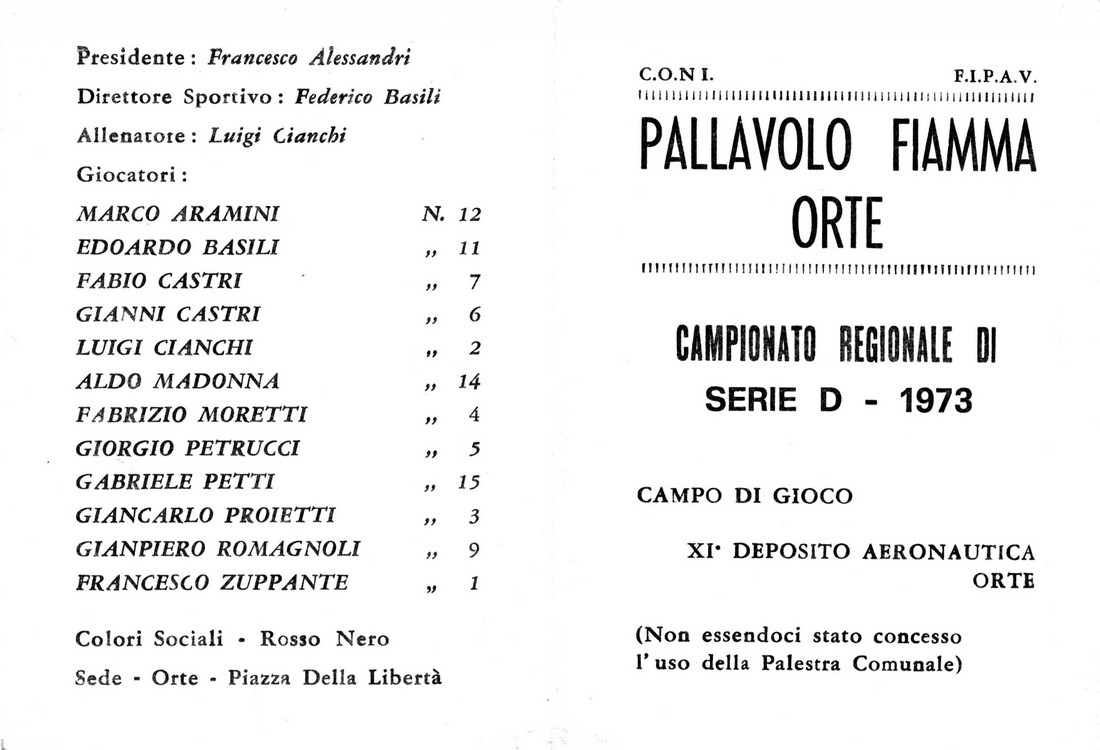 Presidente: Francesco Alessandri
Direttore Sportivo: Federico Basili
Allenatore: Luigi Cianchi
Giocatori:
MARCO ARAMINI N. 12
EDOARDO BASILI „ 11
FABIO CASTRI „ 7
GIANNI CASTRI „ 6
LUIGI CIANCHI „ 2
ALDO MADONNA „ 14
FABRIZIO MORETTI „ 4
GIORGIO PETRUCCI „ 5
GABRIELE PETTI „ 15
GIANCARLO PROIETTI „ 3
GIANPIERO ROMAGNOLI „ 9
FRANCESCO ZUPPANTE „ 1
Colori Sociali - Rosso Nero
Sede - Orte - Piazza Della Libertà
C.O.N I. F.I.P.A.V.
PALLAVOLO FIAMMA
ORTE
CAMPIONATO REGIONALE DI
SERIE D - 1973
CAMPO DI GIOCO
XI° DEPOSITO AERONAUTICA
ORTE
(Non essendoci stato concesso
l'uso della Palestra Comunale)